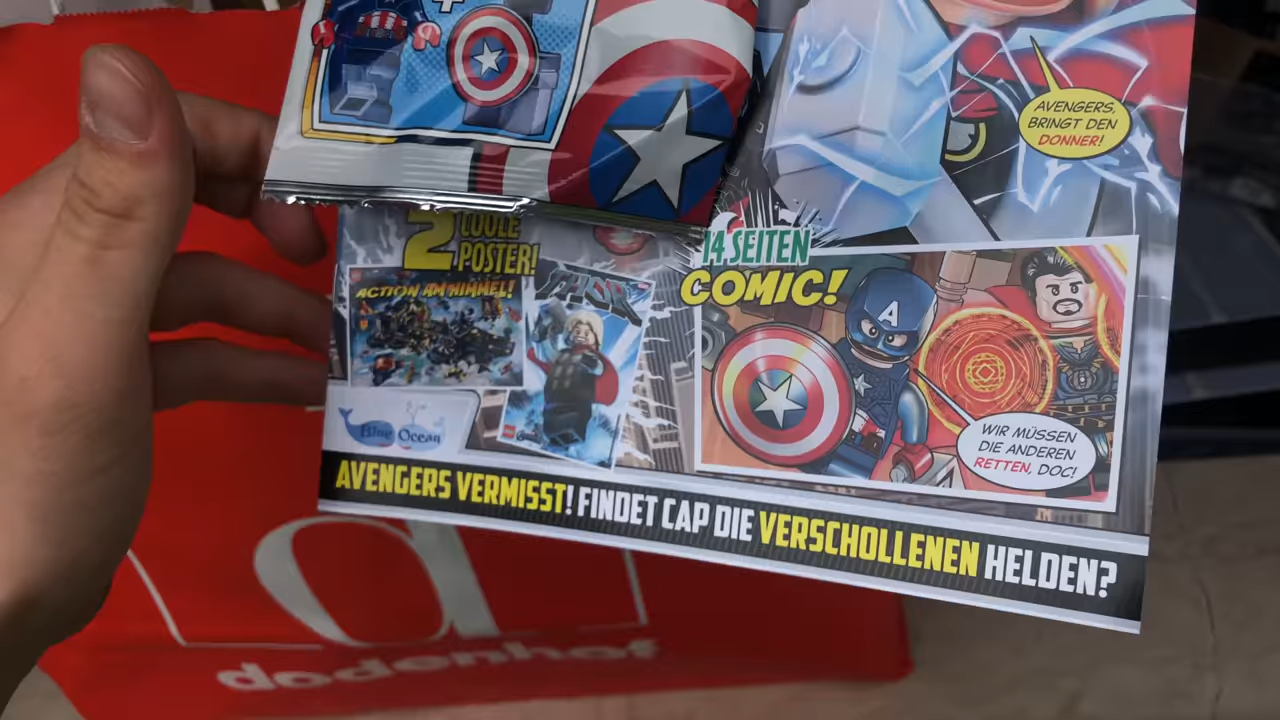 AVENGERS,
BRINGT DEN
DONNER!
2 COOLE
POSTER!
ACTION AM HIMMEL!
THOR
Blue Ocean
14 SEITEN
COMIC!
A
WIR MÜSSEN
DIE ANDEREN
RETTEN, DOC!
AVENGERS VERMISST! FINDET CAP DIE VERSCHOLLENEN HELDEN?
d
dodenhof